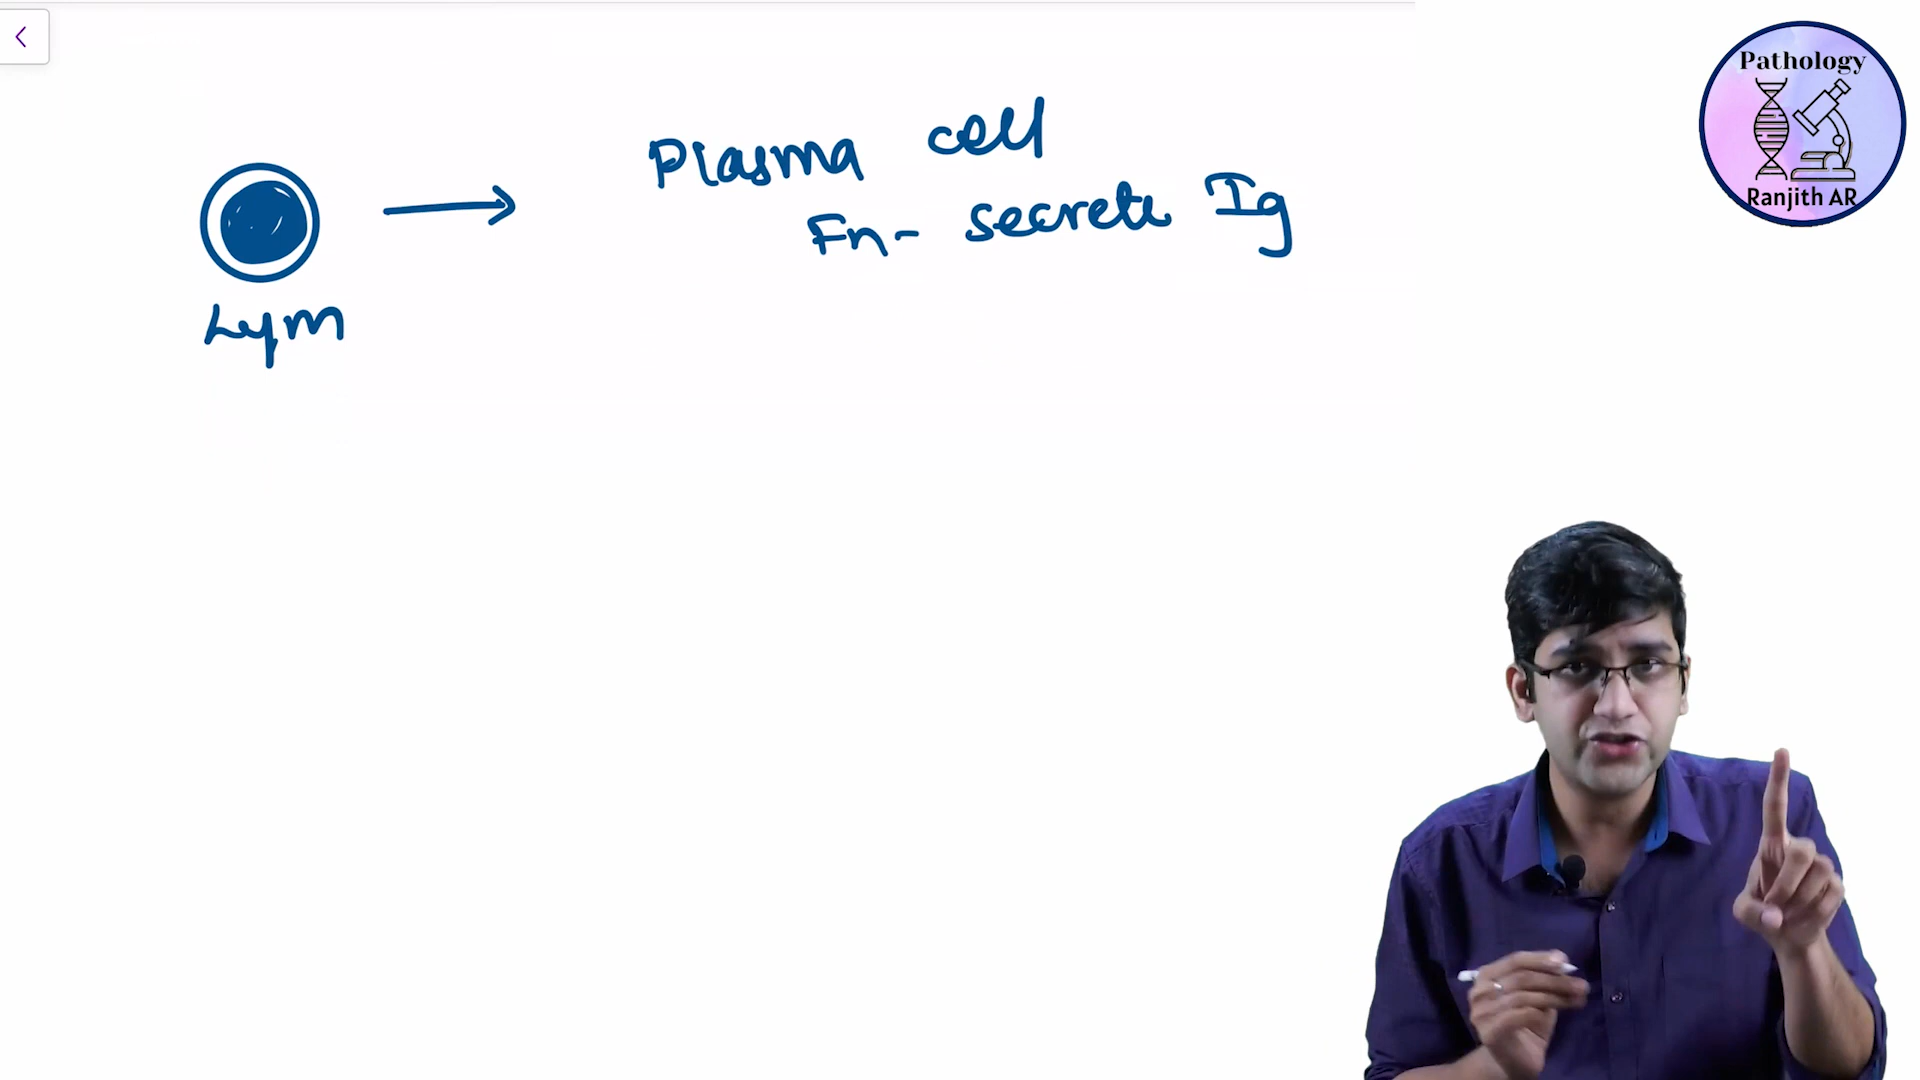 Plasma cell
Fn- secrete Ig
Lym
Pathology
Ranjith AR